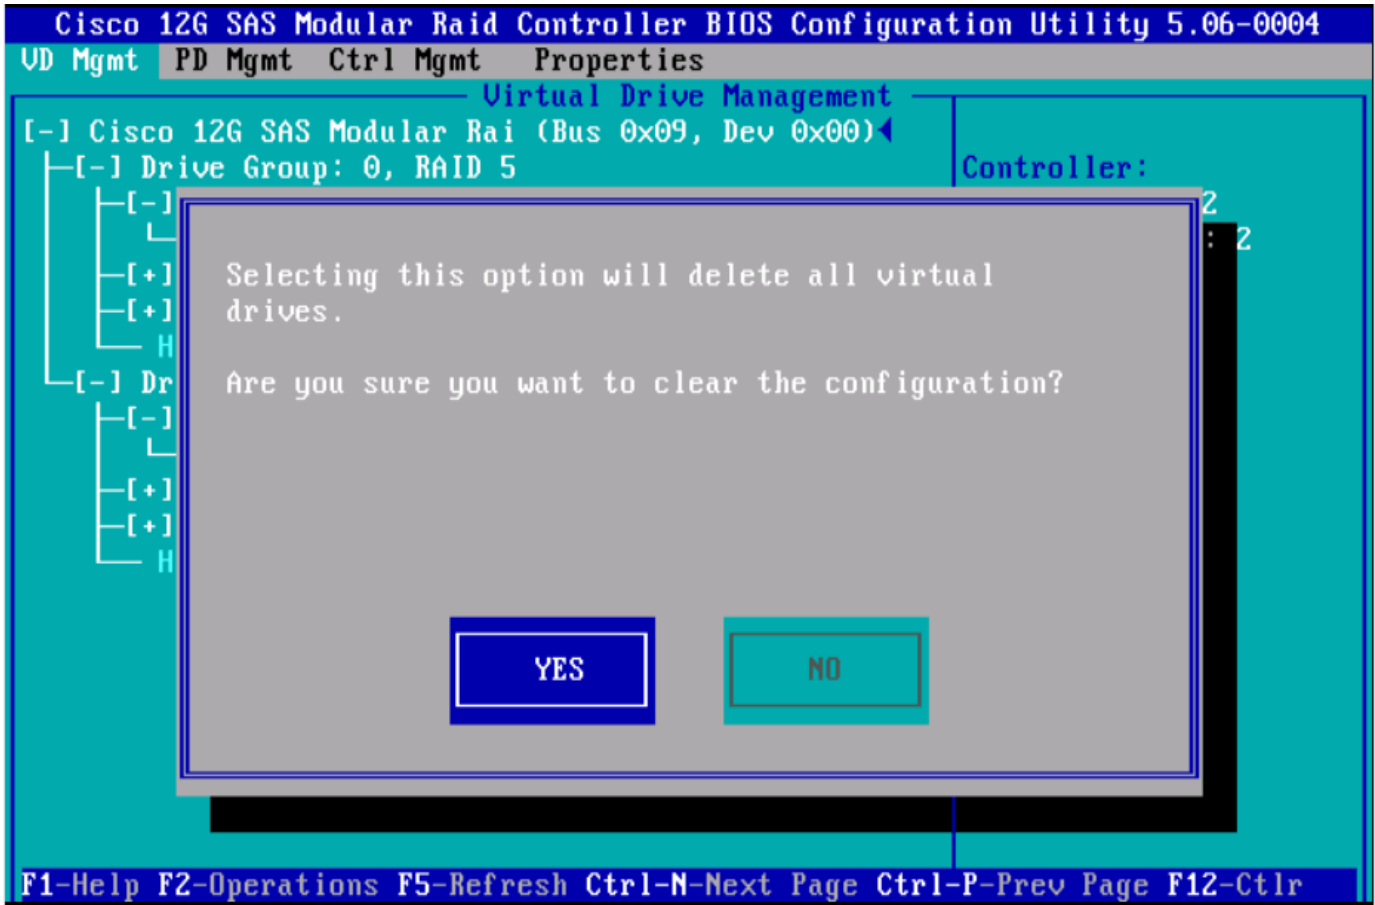 Cisco 12G SAS Modular Raid Controller BIOS Configuration Utility 5.06-0004
VD Mgmt PD Mgmt Ctrl Mgmt Properties
Virtual Drive Management
[-] Cisco 12G SAS Modular Rai (Bus 0x09, Dev 0x00)
[-] Drive Group: 0, RAID 5
Controller:
[-]
2
: 2
[+]
[+]
H
[-] Dr
[-]
[+]
[+]
H
Selecting this option will delete all virtual
drives.
Are you sure you want to clear the configuration?
YES
NO
F1-Help F2-Operations F5-Refresh Ctrl-N-Next Page Ctrl-P-Prev Page F12-Ctlr